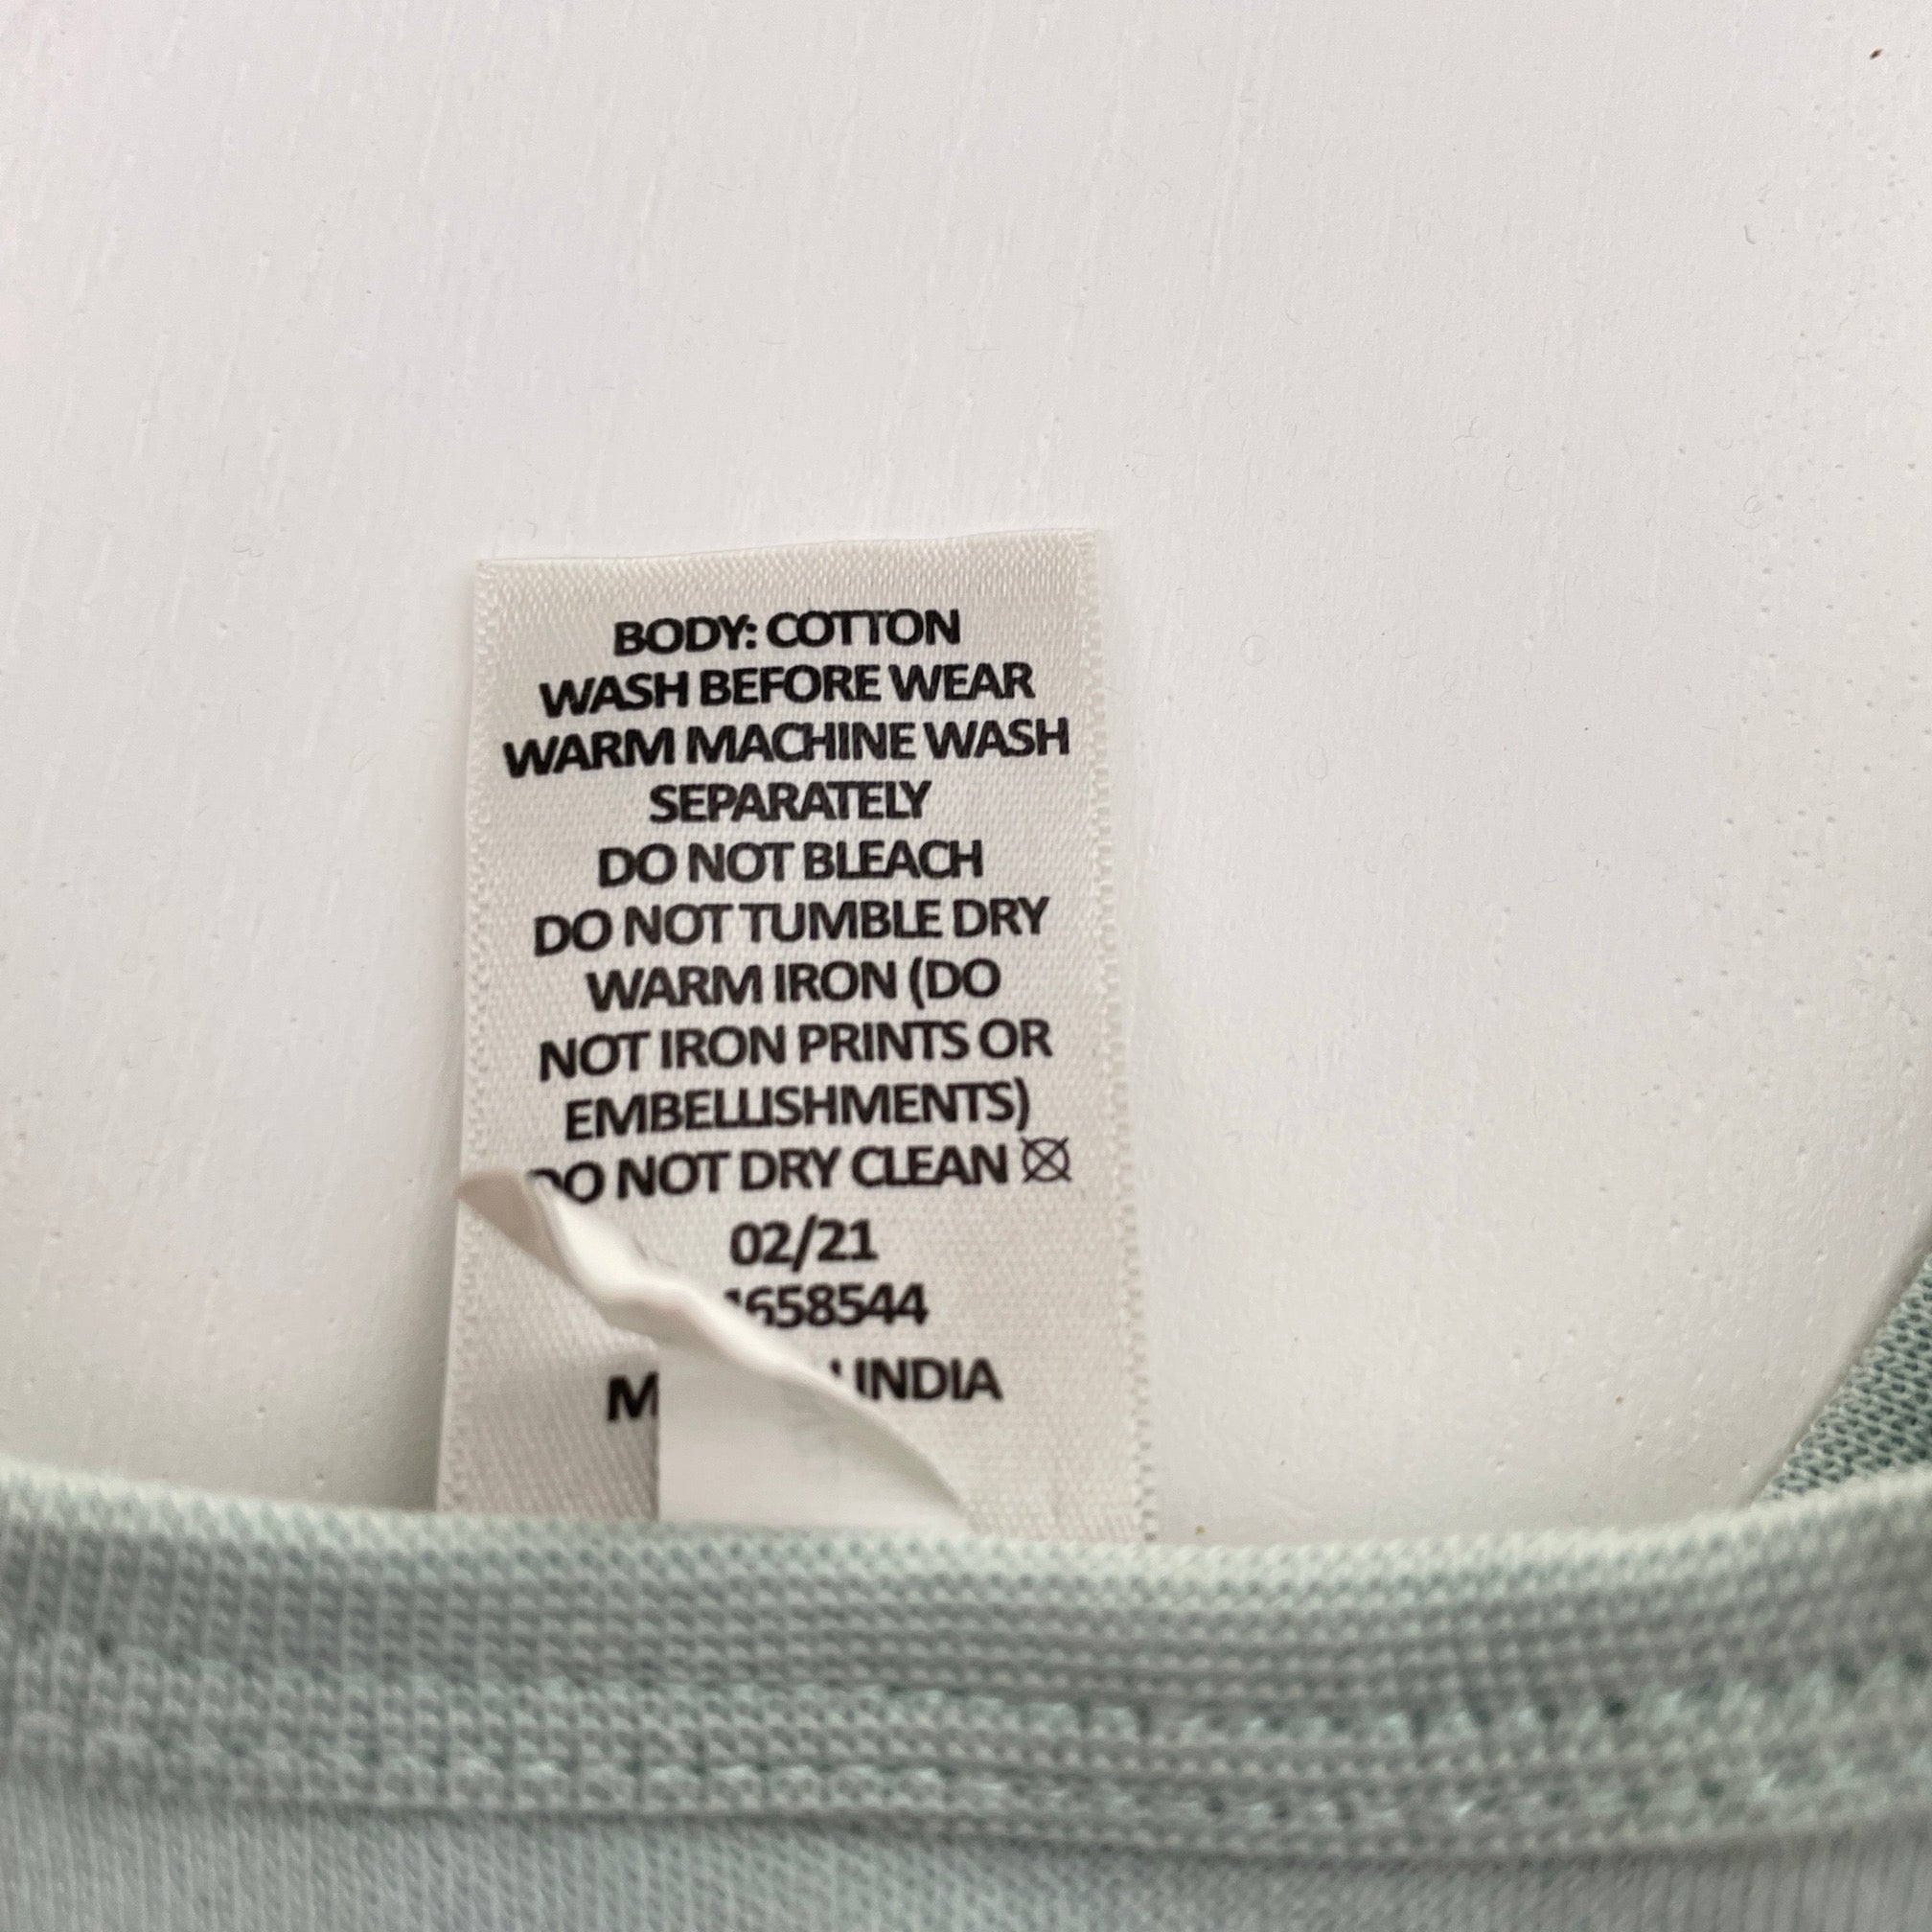 BODY: COTTON
WASH BEFORE WEAR
WARM MACHINE WASH
SEPARATELY
DO NOT BLEACH
DO NOT TUMBLE DRY
WARM IRON (DO
NOT IRON PRINTS OR
EMBELLISHMENTS)
DO NOT DRY CLEAN
02/21
INDIA